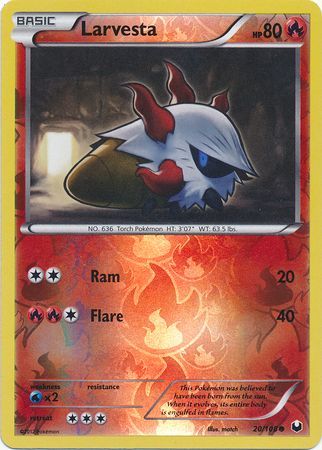 BASIC
Larvesta
HP80
NO. 636 Torch Pokémon HT: 3'07" WT: 63.5 lbs.
Ram 20
Flare 40
weakness resistance
×2
retreat
This Pokémon was believed to
have been born from the sun.
When it evolves, its entire body
is engulfed in flames.
Illus. match 20/108
©2012 Pokémon